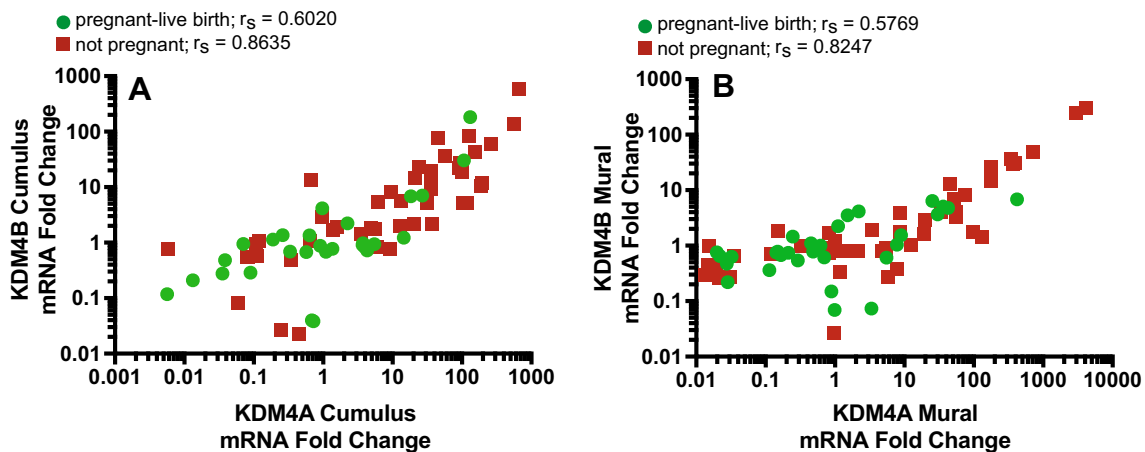 pregnant-live birth; rs = 0.6020
not pregnant; rs = 0.8635
A
KDM4B Cumulus
mRNA Fold Change
1000
100
10
1
0.1
0.01
0.001
0.01
0.1
1
10
100
1000
KDM4A Cumulus
mRNA Fold Change
pregnant-live birth; rs = 0.5769
not pregnant; rs = 0.8247
B
KDM4B Mural
mRNA Fold Change
1000
100
10
1
0.1
0.01
0.01
0.1
1
10
100
1000
10000
KDM4A Mural
mRNA Fold Change